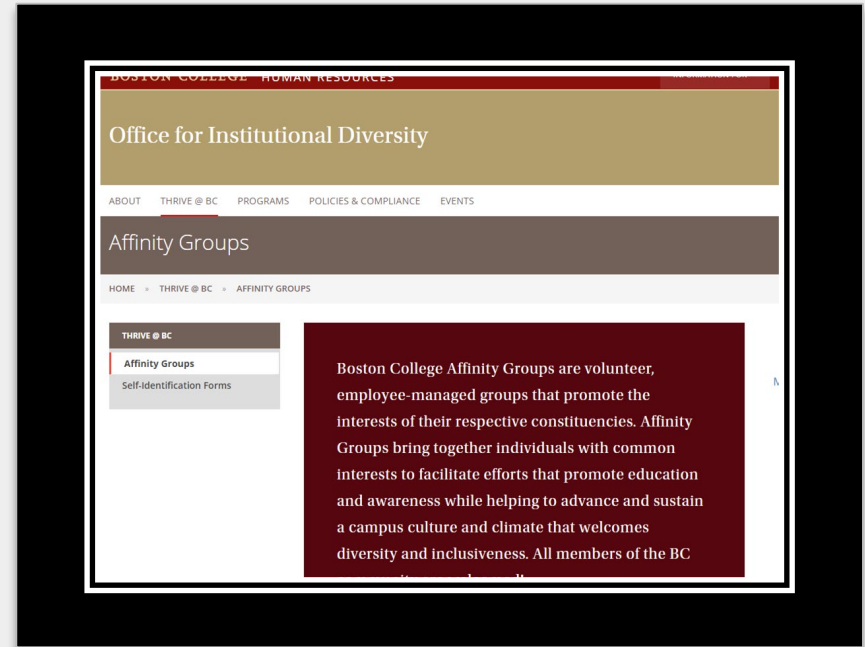 BOSTON COLLEGE HUMAN RESOURCES
INFORMATION FOR
Office for Institutional Diversity
ABOUT THRIVE @ BC PROGRAMS POLICIES & COMPLIANCE EVENTS
Affinity Groups
HOME » THRIVE @ BC » AFFINITY GROUPS
THRIVE @ BC
Affinity Groups
Self-Identification Forms
Boston College Affinity Groups are volunteer,
employee-managed groups that promote the
interests of their respective constituencies. Affinity
Groups bring together individuals with common
interests to facilitate efforts that promote education
and awareness while helping to advance and sustain
a campus culture and climate that welcomes
diversity and inclusiveness. All members of the BC